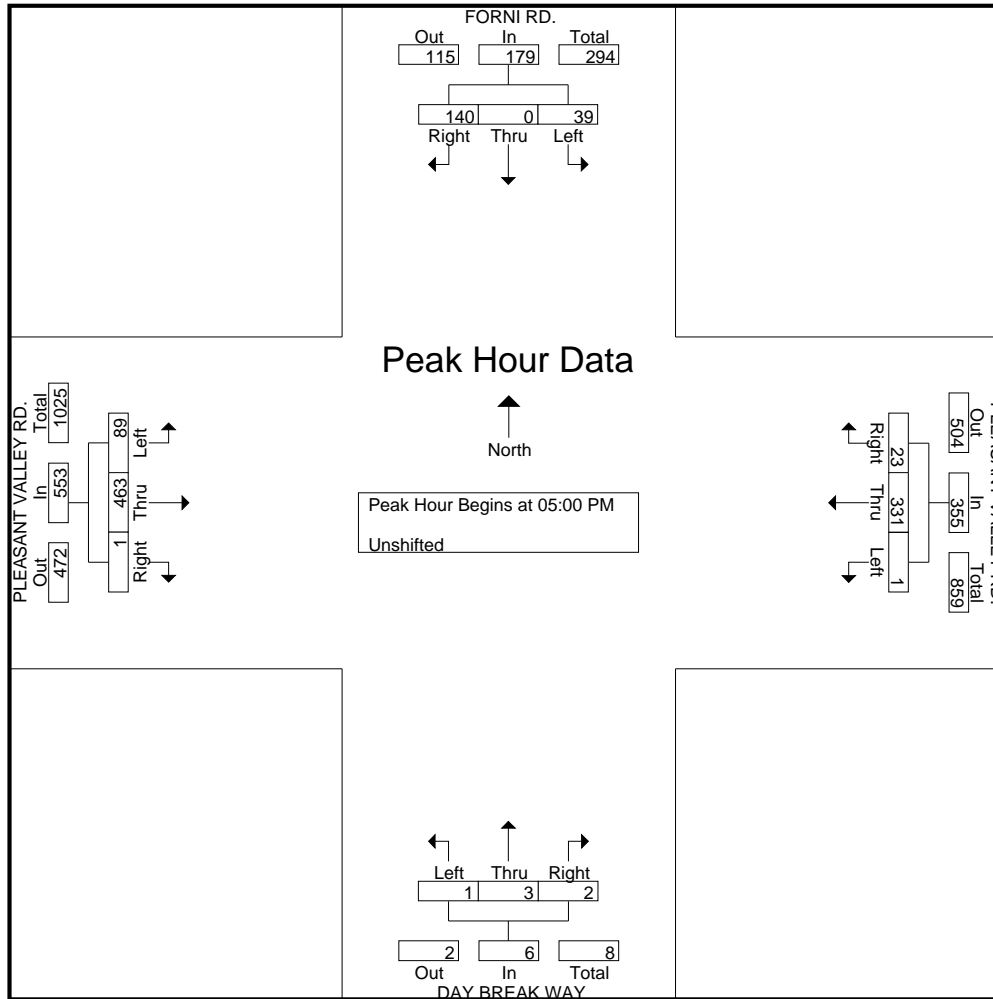 FORNI RD.
Out In Total
115 179 294
140 0 39
Right Thru Left
Peak Hour Data
North
Peak Hour Begins at 05:00 PM
Unshifted
PLEASANT VALLEY RD.
Out In Total
472 553 1025
Right Thru Left
1 463 89
Out In Total
504 355 859
Right Thru Left
23 331 1
Left Thru Right
1 3 2
2 6 8
Out In Total
DAY BREAK WAY